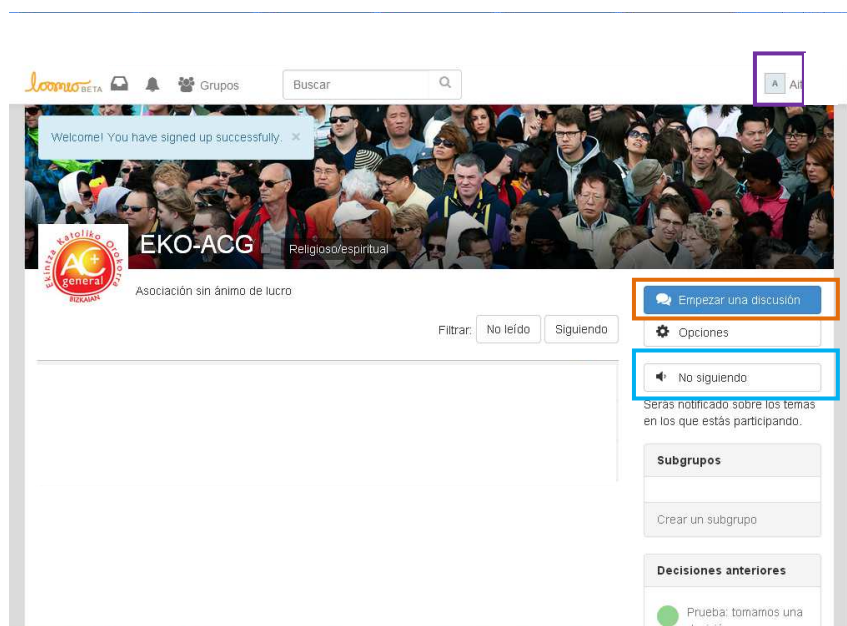 loomio BETA Grupos Buscar A Ait
Welcome! You have signed up successfully. ×
EKO-ACG Religioso/espiritual
Ekintza Katoliko Orokorra
AC+
general
BIZKAIAN
Asociación sin ánimo de lucro
Empezar una discusión
Filtrar: No leído Siguiendo
Opciones
No siguiendo
Serás notificado sobre los temas
en los que estás participando.
Subgrupos
Crear un subgrupo
Decisiones anteriores
Prueba: tomamos una